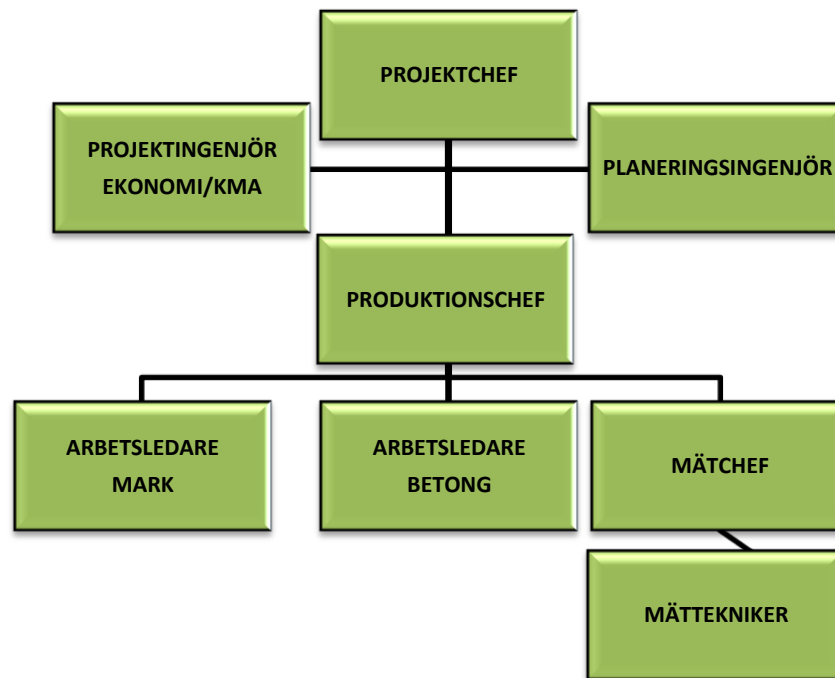 PROJEKTCHEF
PROJEKTINGENJÖR
EKONOMI/KMA
PLANERINGSINGENJÖR
PRODUKTIONSCHEF
ARBETSLEDARE
MARK
ARBETSLEDARE
BETONG
MÄTCHEF
MÄTTEKNIKER